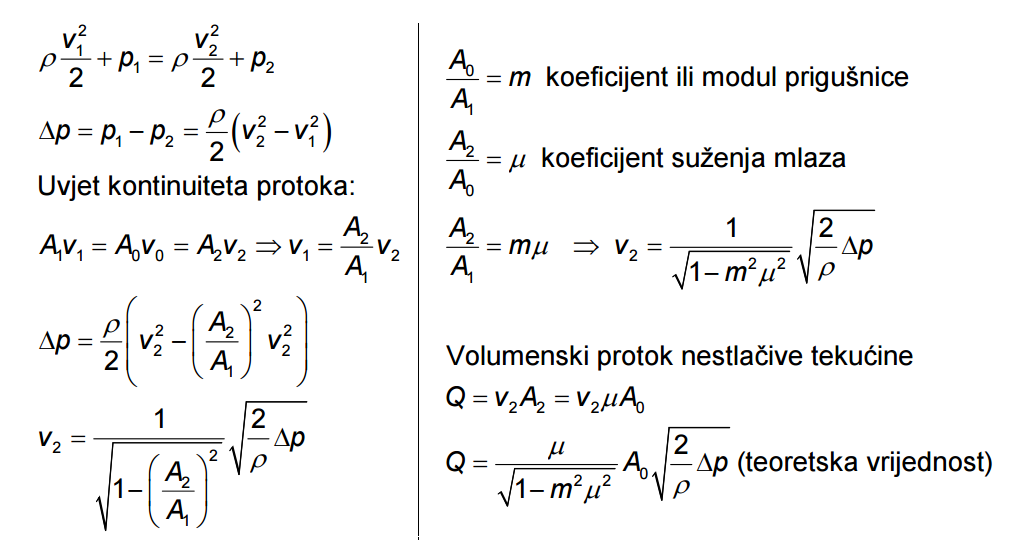 ρ v₁²/2 + p₁ = ρ v₂²/2 + p₂
Δp = p₁ − p₂ = ρ/2 (v₂² − v₁²)
Uvjet kontinuiteta protoka:
A₁v₁ = A₀v₀ = A₂v₂ ⇒ v₁ = A₂/A₁ v₂
Δp = ρ/2 (v₂² − (A₂/A₁)² v₂²)
v₂ = 1/√(1−(A₂/A₁)²) √(2/ρ Δp)
A₀/A₁ = m koeficijent ili modul prigušnice
A₂/A₀ = μ koeficijent suženja mlaza
A₂/A₁ = mμ ⇒ v₂ = 1/√(1−m²μ²) √(2/ρ Δp)
Volumenski protok nestlačive tekućine
Q = v₂A₂ = v₂μA₀
Q = μ/√(1−m²μ²) A₀ √(2/ρ Δp) (teoretska vrijednost)